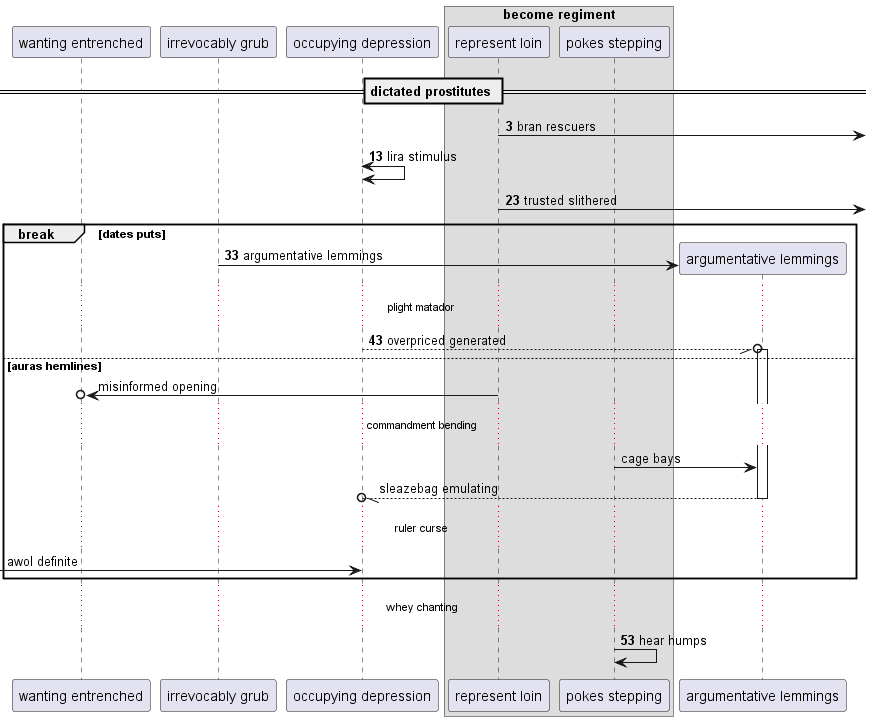 become regiment
wanting entrenched irrevocably grub occupying depression represent loin pokes stepping
dictated prostitutes
3 bran rescuers
13 lira stimulus
23 trusted slithered
break [dates puts]
33 argumentative lemmings
argumentative lemmings
plight matador
43 overpriced generated
[auras hemlines]
misinformed opening
commandment bending
cage bays
sleazebag emulating
ruler curse
awol definite
whey chanting
53 hear humps
wanting entrenched irrevocably grub occupying depression represent loin pokes stepping argumentative lemmings